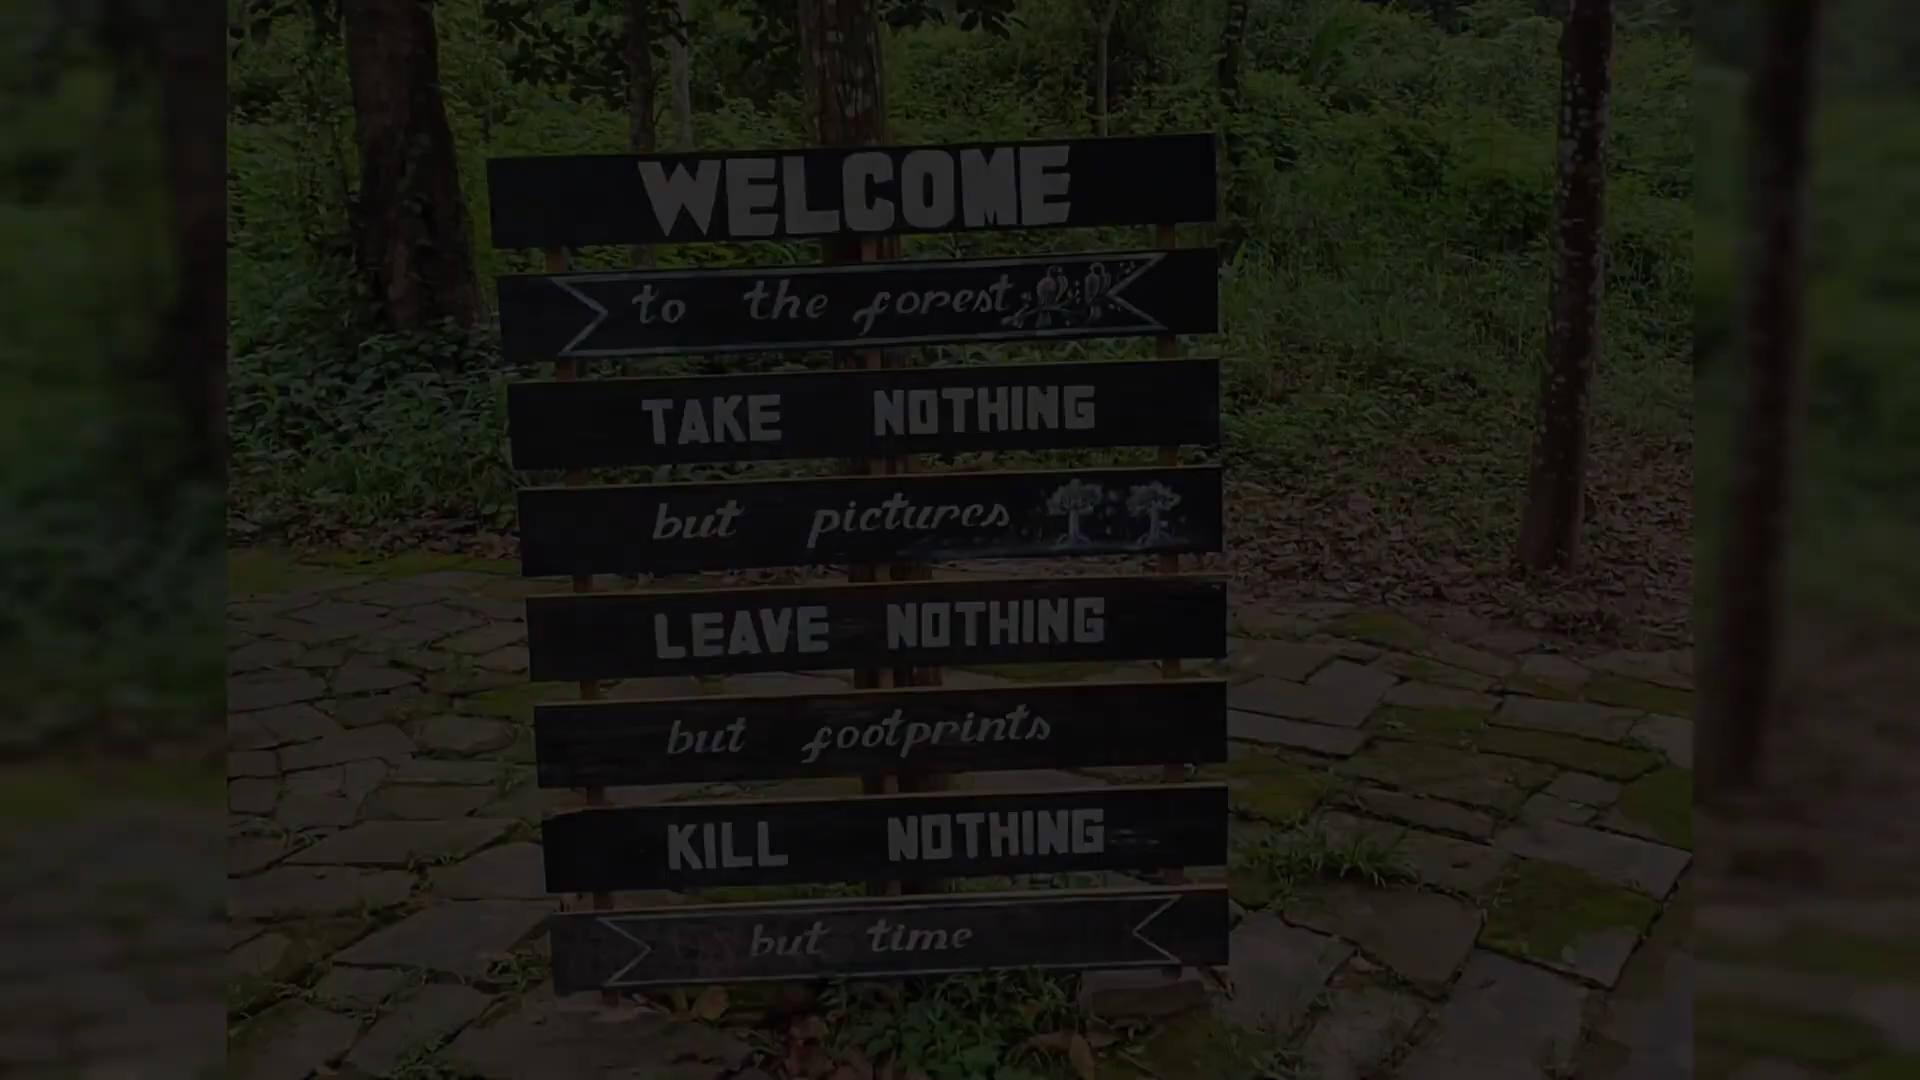 WELCOME
to the forest
TAKE NOTHING
but pictures
LEAVE NOTHING
but footprints
KILL NOTHING
but time